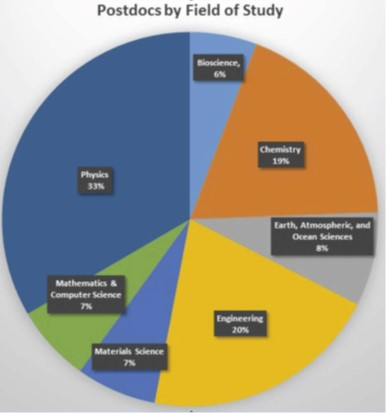 Postdocs by Field of Study
Bioscience,
6%
Chemistry
19%
Earth, Atmospheric, and
Ocean Sciences
8%
Engineering
20%
Materials Science
7%
Mathematics &
Computer Science
7%
Physics
33%